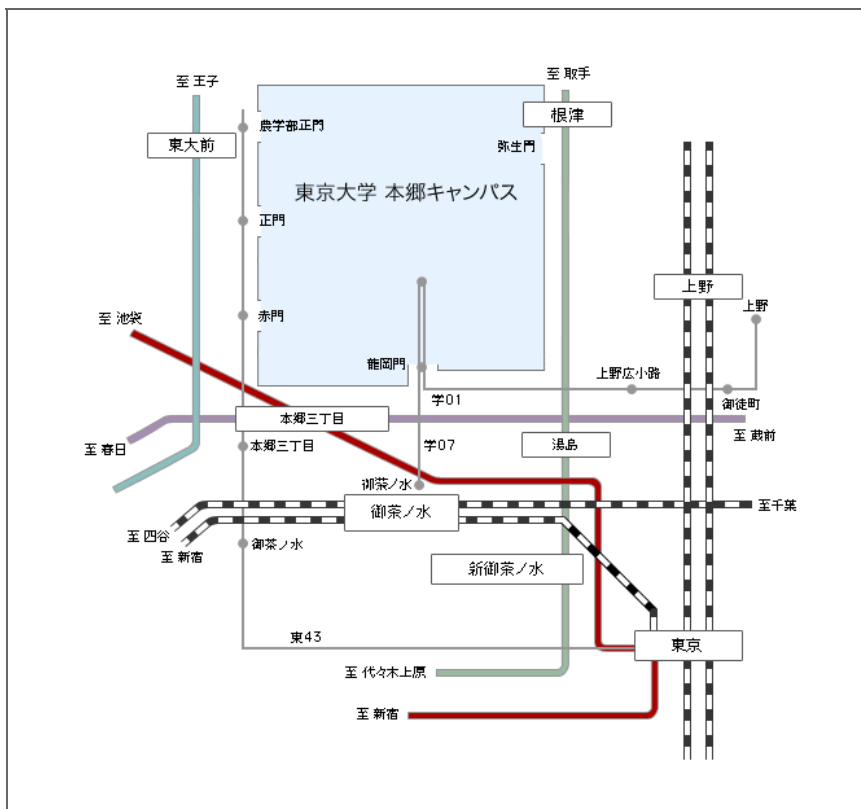 至 王子
至 取手
東大前
農学部正門
根津
弥生門
東京大学 本郷キャンパス
正門
上野
上野
至 池袋
赤門
龍岡門
上野広小路
御徒町
学01
本郷三丁目
至 蔵前
至 春日
本郷三丁目
学07
湯島
御茶ノ水
御茶ノ水
至千葉
至 四谷
至 新宿
御茶ノ水
新御茶ノ水
東43
東京
至 代々木上原
至 新宿